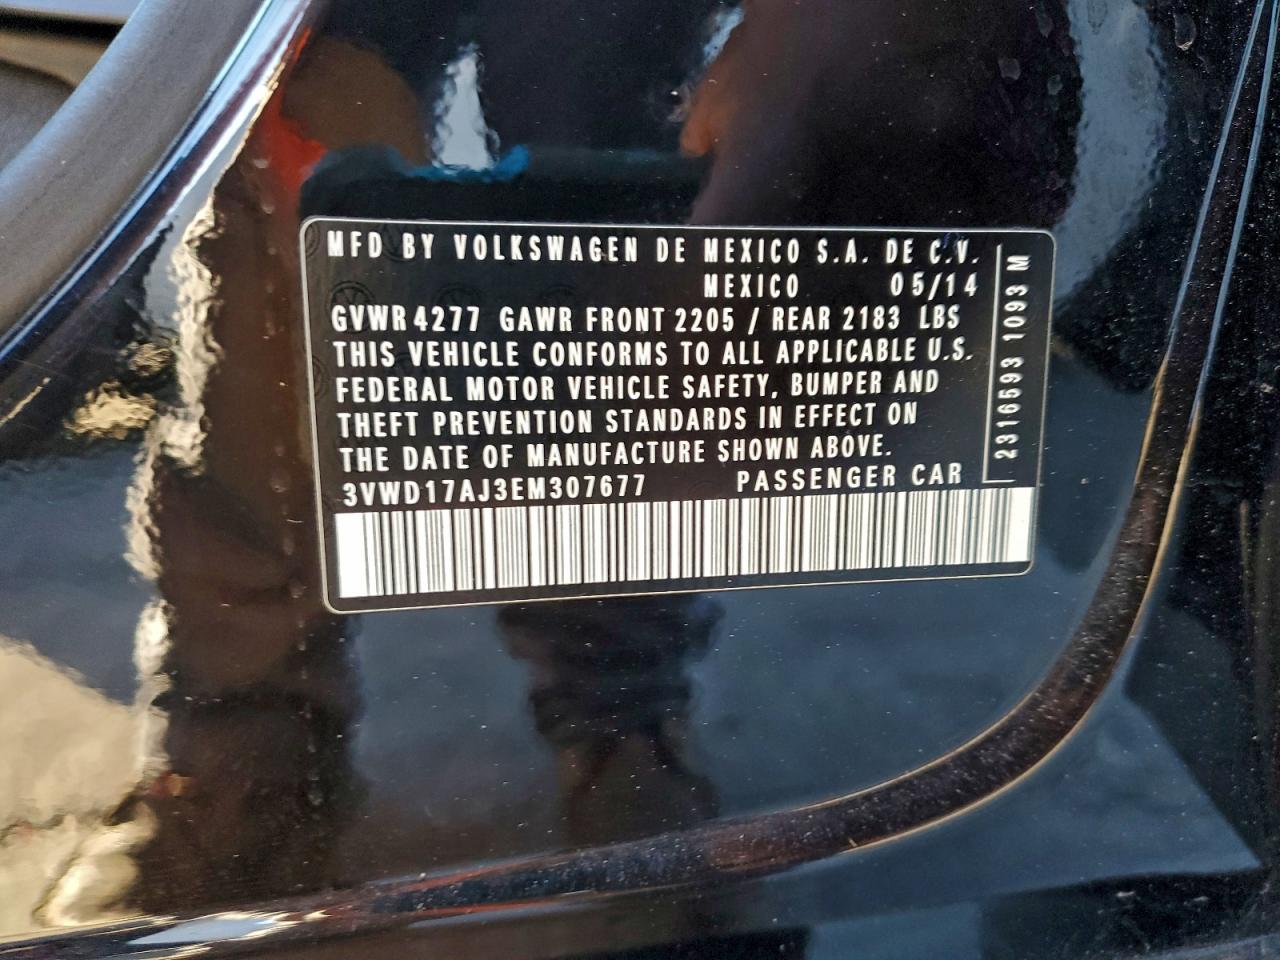 MFD BY VOLKSWAGEN DE MEXICO S.A. DE C.V.
MEXICO 05/14
GVWR 4277 GAWR FRONT 2205 / REAR 2183 LBS
THIS VEHICLE CONFORMS TO ALL APPLICABLE U.S.
FEDERAL MOTOR VEHICLE SAFETY, BUMPER AND
THEFT PREVENTION STANDARDS IN EFFECT ON
THE DATE OF MANUFACTURE SHOWN ABOVE.
3VWD17AJ3EM307677 PASSENGER CAR
2316593 1093 M